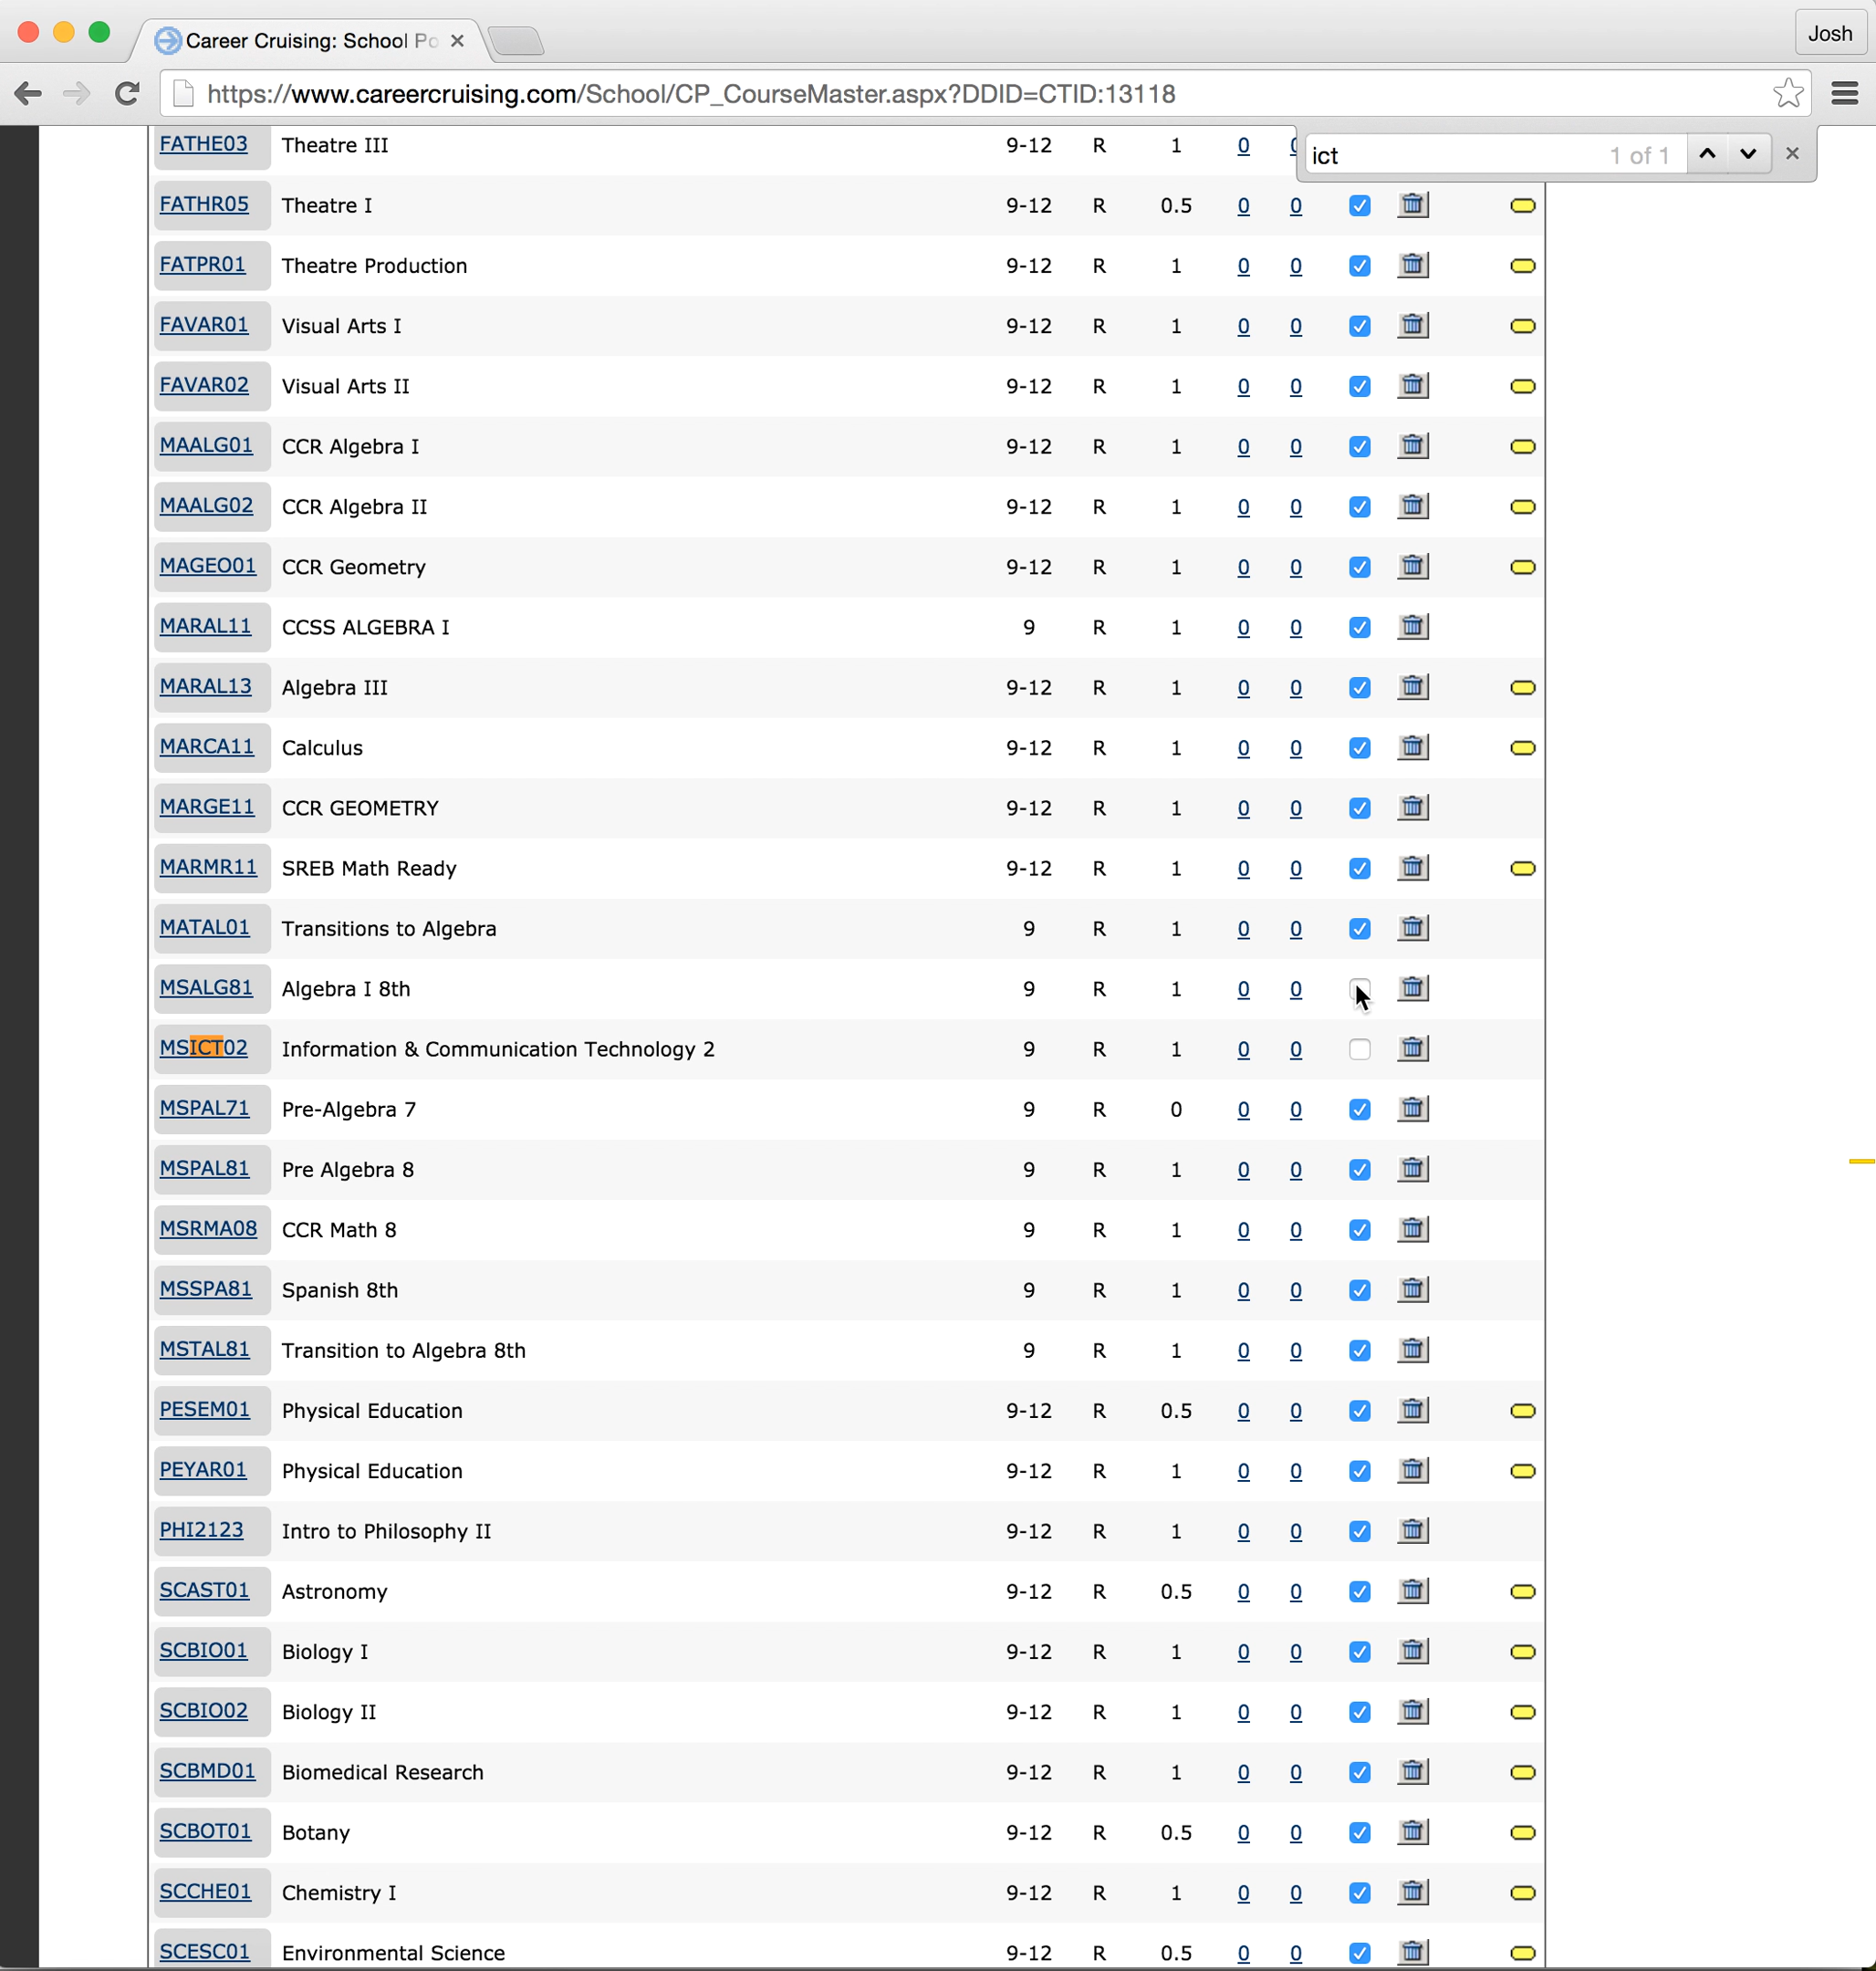 Career Cruising: School Po
Josh
https://www.careercruising.com/School/CP_CourseMaster.aspx?DDID=CTID:13118
ict 1 of 1
FATHE03 Theatre III 9-12 R 1 0
FATHR05 Theatre I 9-12 R 0.5 0 0
FATPR01 Theatre Production 9-12 R 1 0 0
FAVAR01 Visual Arts I 9-12 R 1 0 0
FAVAR02 Visual Arts II 9-12 R 1 0 0
MAALG01 CCR Algebra I 9-12 R 1 0 0
MAALG02 CCR Algebra II 9-12 R 1 0 0
MAGEO01 CCR Geometry 9-12 R 1 0 0
MARAL11 CCSS ALGEBRA I 9 R 1 0 0
MARAL13 Algebra III 9-12 R 1 0 0
MARCA11 Calculus 9-12 R 1 0 0
MARGE11 CCR GEOMETRY 9-12 R 1 0 0
MARMR11 SREB Math Ready 9-12 R 1 0 0
MATAL01 Transitions to Algebra 9 R 1 0 0
MSALG81 Algebra I 8th 9 R 1 0 0
MSICT02 Information & Communication Technology 2 9 R 1 0 0
MSPAL71 Pre-Algebra 7 9 R 0 0 0
MSPAL81 Pre Algebra 8 9 R 1 0 0
MSRMA08 CCR Math 8 9 R 1 0 0
MSSPA81 Spanish 8th 9 R 1 0 0
MSTAL81 Transition to Algebra 8th 9 R 1 0 0
PESEM01 Physical Education 9-12 R 0.5 0 0
PEYAR01 Physical Education 9-12 R 1 0 0
PHI2123 Intro to Philosophy II 9-12 R 1 0 0
SCAST01 Astronomy 9-12 R 0.5 0 0
SCBIO01 Biology I 9-12 R 1 0 0
SCBIO02 Biology II 9-12 R 1 0 0
SCBMD01 Biomedical Research 9-12 R 1 0 0
SCBOT01 Botany 9-12 R 0.5 0 0
SCCHE01 Chemistry I 9-12 R 1 0 0
SCESC01 Environmental Science 9-12 R 0.5 0 0